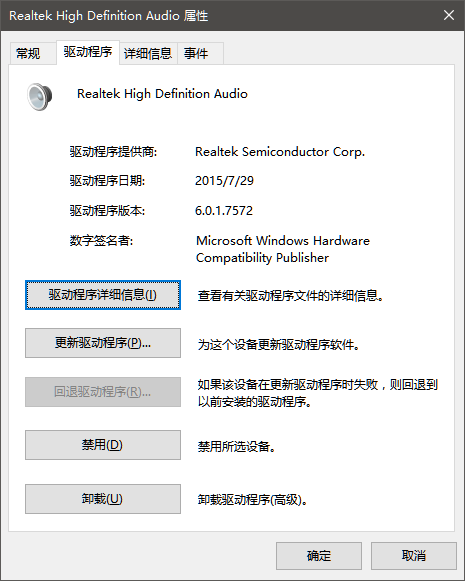 Realtek High Definition Audio 属性
常规 驱动程序 详细信息 事件
Realtek High Definition Audio
驱动程序提供商: Realtek Semiconductor Corp.
驱动程序日期: 2015/7/29
驱动程序版本: 6.0.1.7572
数字签名者: Microsoft Windows Hardware
Compatibility Publisher
驱动程序详细信息(I) 查看有关驱动程序文件的详细信息。
更新驱动程序(P)... 为这个设备更新驱动程序软件。
回退驱动程序(R)... 如果该设备在更新驱动程序时失败，则回退到
以前安装的驱动程序。
禁用(D) 禁用所选设备。
卸载(U) 卸载驱动程序(高级)。
确定 取消